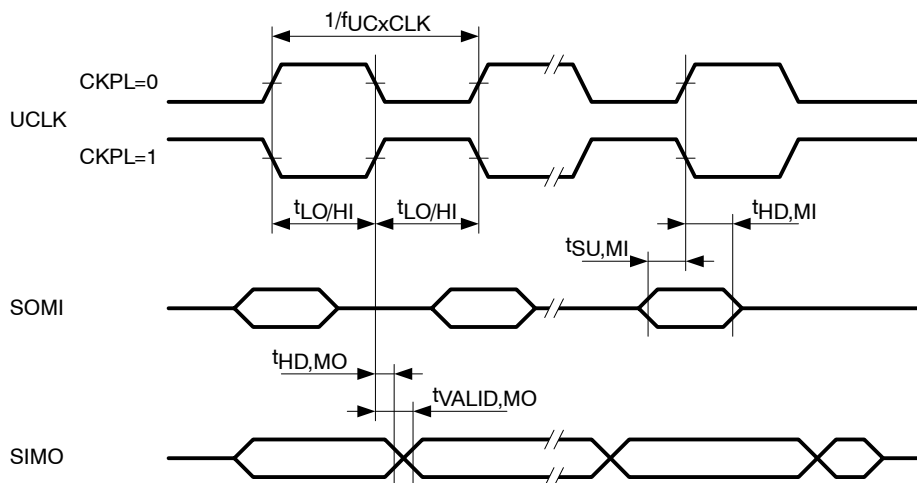 1/fUCxCLK
CKPL=0
UCLK
CKPL=1
tLO/HI tLO/HI tHD,MI
tSU,MI
SOMI
tHD,MO
tVALID,MO
SIMO